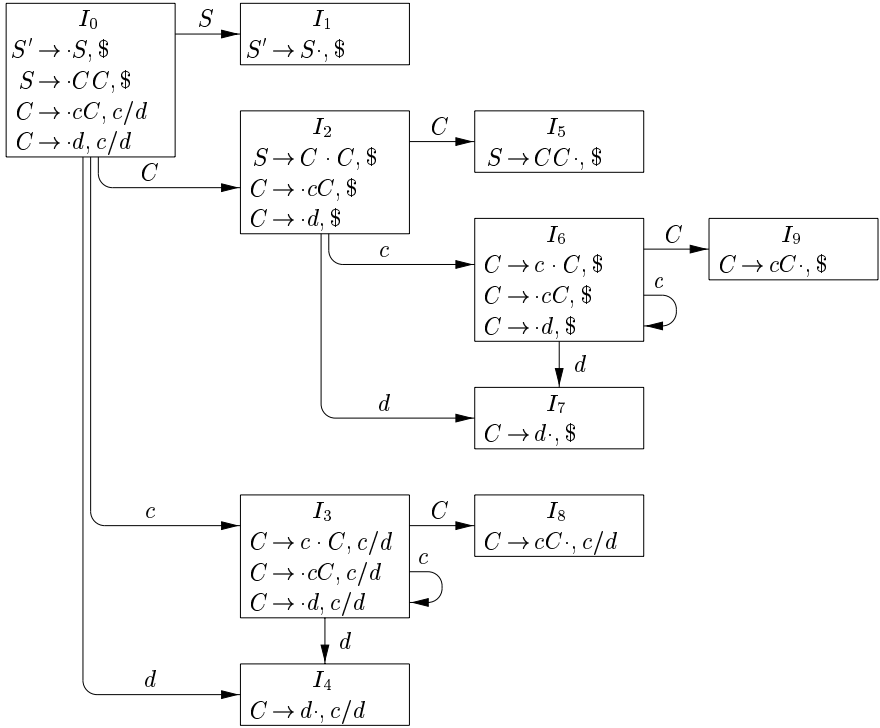 I₀
S' → ·S, $
S → ·CC, $
C → ·cC, c/d
C → ·d, c/d
S
I₁
S' → S·, $
C
I₂
S → C · C, $
C → ·cC, $
C → ·d, $
C
I₅
S → CC·, $
c
I₆
C → c · C, $
C → ·cC, $
C → ·d, $
C
I₉
C → cC·, $
c
d
d
I₇
C → d·, $
c
I₃
C → c · C, c/d
C → ·cC, c/d
C → ·d, c/d
C
I₈
C → cC·, c/d
c
d
d
I₄
C → d·, c/d